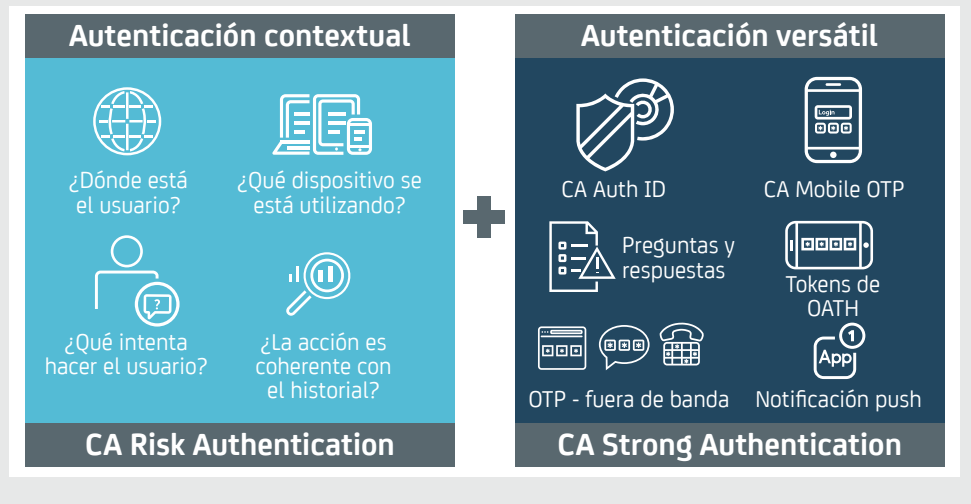 Autenticación contextual
¿Dónde está
el usuario?
¿Qué dispositivo se
está utilizando?
?
¿Qué intenta
hacer el usuario?
¿La acción es
coherente con
el historial?
CA Risk Authentication
Autenticación versátil
CA Auth ID
Login
CA Mobile OTP
Preguntas y
respuestas
Tokens de
OATH
OTP - fuera de banda
1
App
Notificación push
CA Strong Authentication